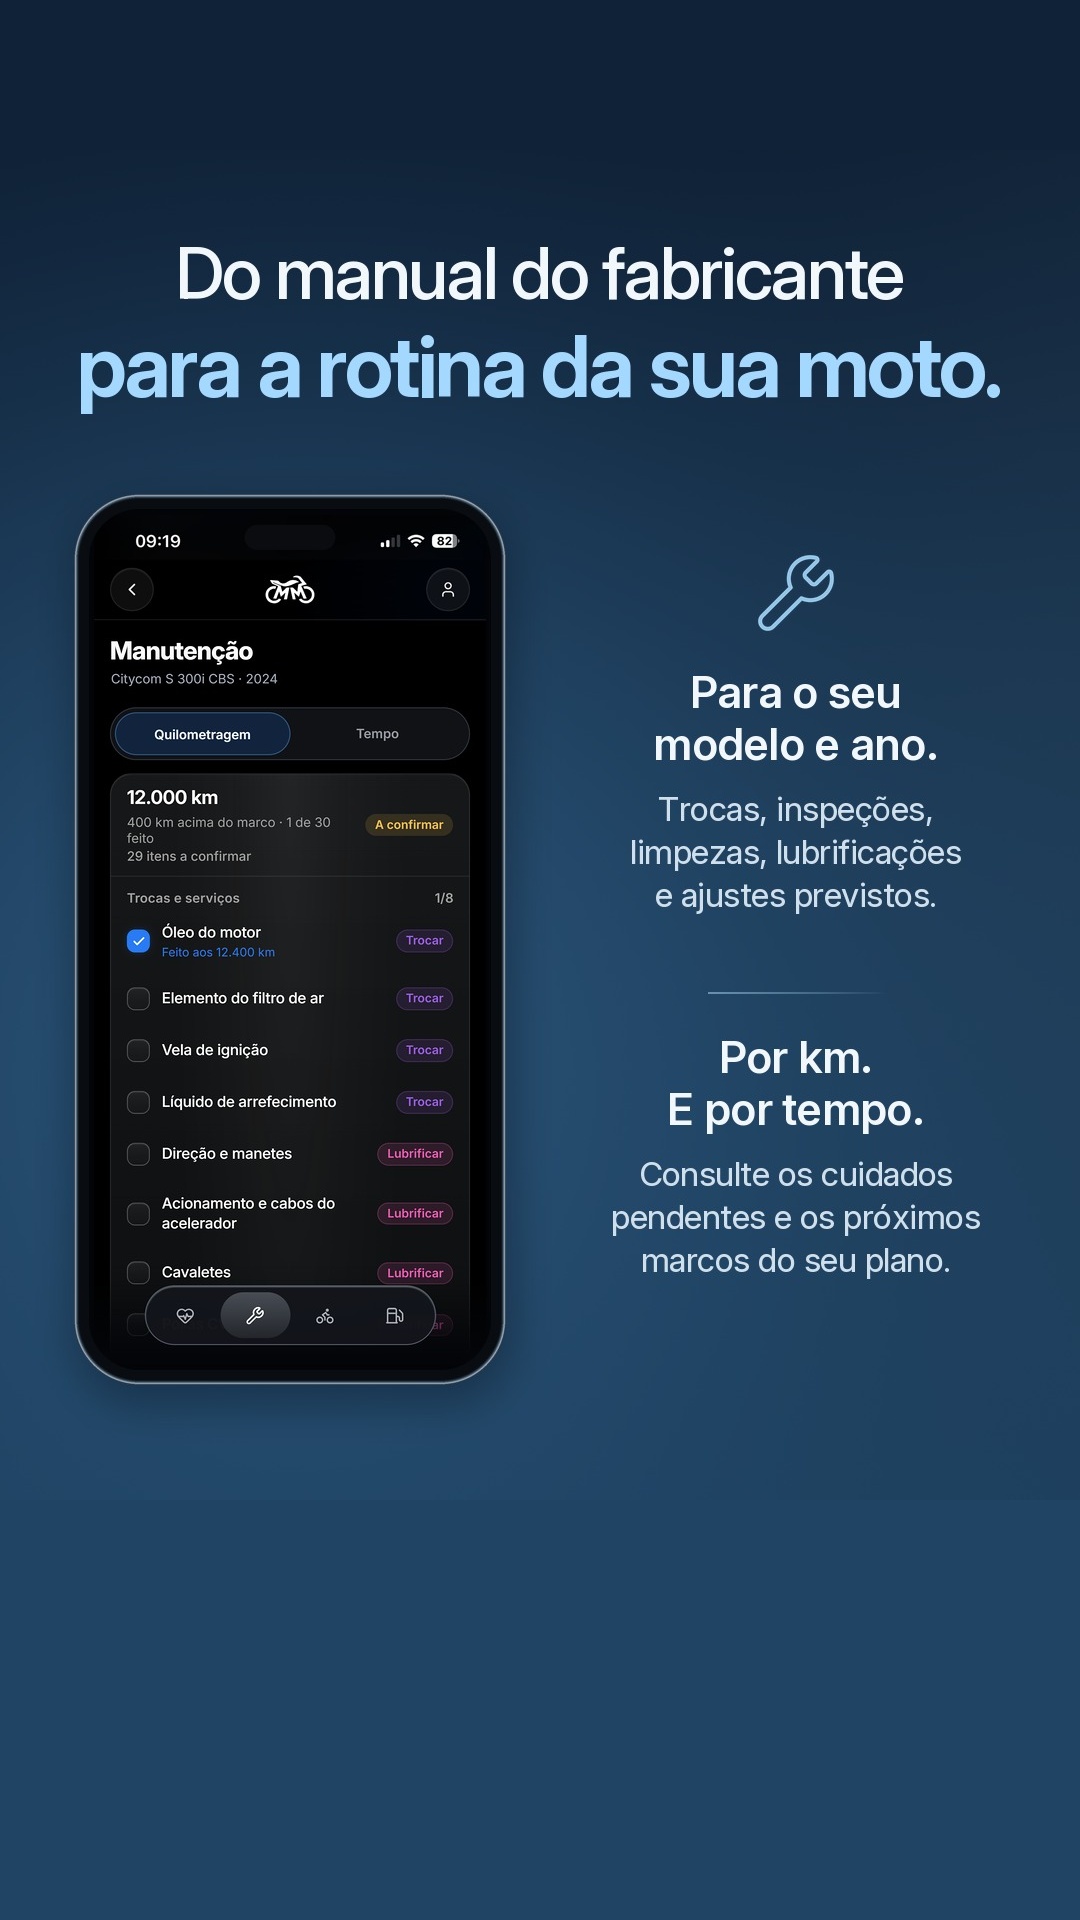 Do manual do fabricante
para a rotina da sua moto.
09:19
82
MM
Manutenção
Citycom S 300i CBS · 2024
Quilometragem
Tempo
12.000 km
400 km acima do marco · 1 de 30
feito
29 itens a confirmar
A confirmar
Trocas e serviços
1/8
Óleo do motor
Feito aos 12.400 km
Trocar
Elemento do filtro de ar
Trocar
Vela de ignição
Trocar
Líquido de arrefecimento
Trocar
Direção e manetes
Lubrificar
Acionamento e cabos do
acelerador
Lubrificar
Cavaletes
Lubrificar
Para o seu
modelo e ano.
Trocas, inspeções,
limpezas, lubrificações
e ajustes previstos.
Por km.
E por tempo.
Consulte os cuidados
pendentes e os próximos
marcos do seu plano.